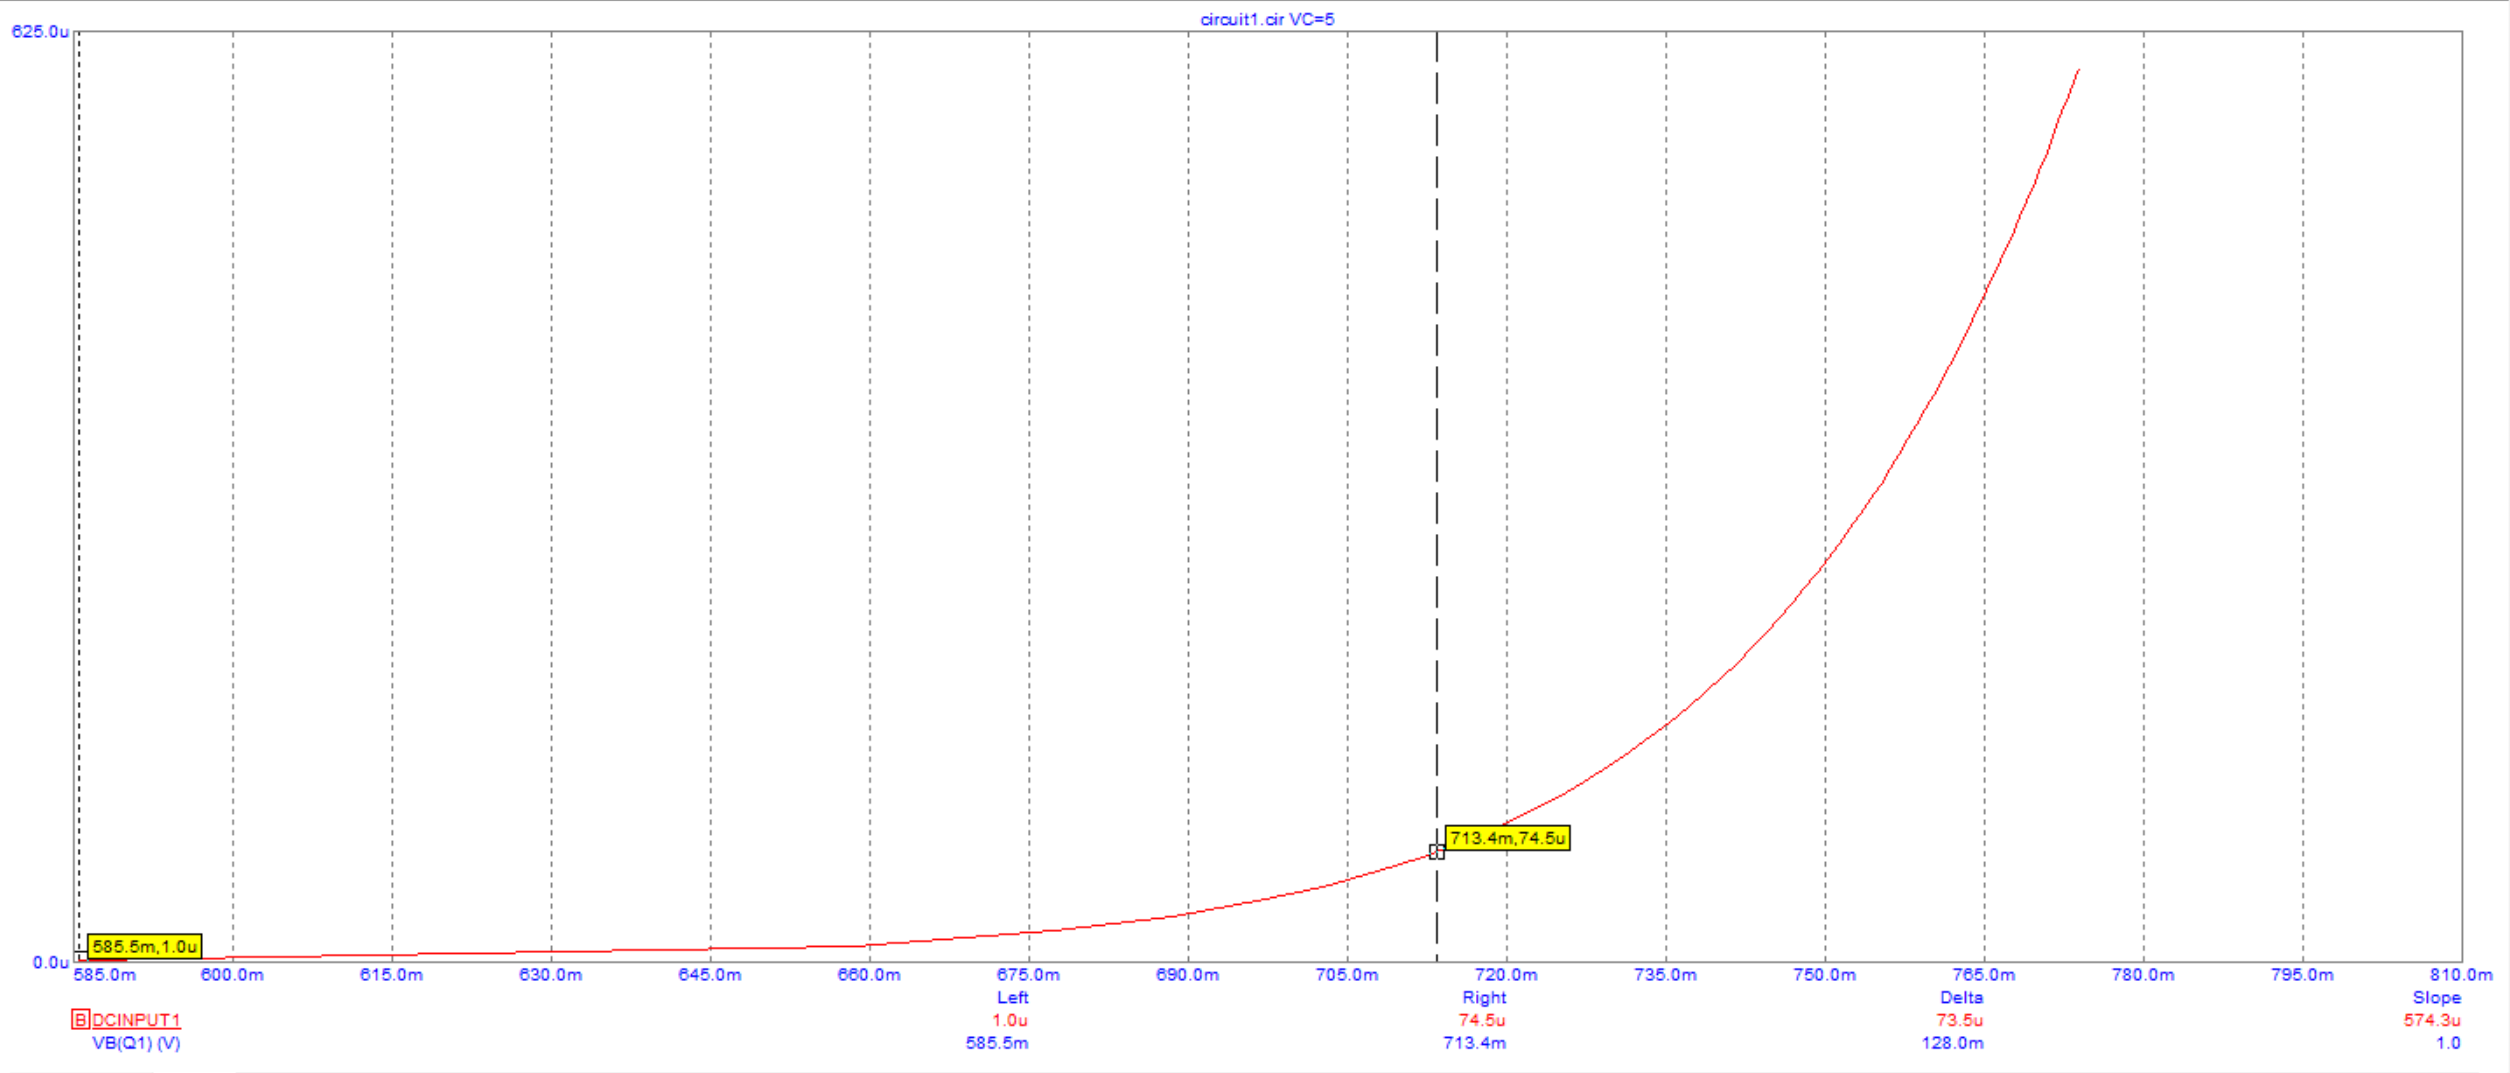 circuit1.cir VC=5
625.0u
713.4m,74.5u
585.5m,1.0u
0.0u
585.0m 600.0m 615.0m 630.0m 645.0m 660.0m 675.0m 690.0m 705.0m 720.0m 735.0m 750.0m 765.0m 780.0m 795.0m 810.0m
Left Right Delta Slope
B DCINPUT1 1.0u 74.5u 73.5u 574.3u
VB(Q1) (V) 585.5m 713.4m 128.0m 1.0